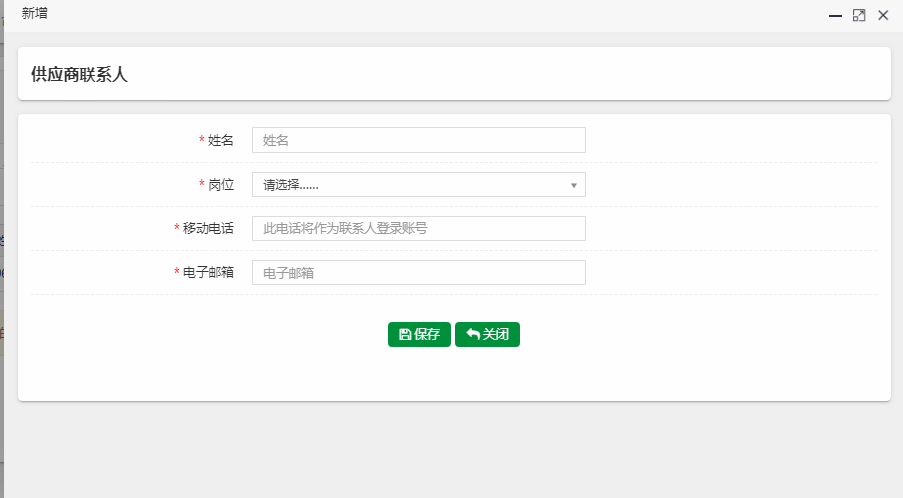 新增
供应商联系人
* 姓名 姓名
* 岗位 请选择......
* 移动电话 此电话将作为联系人登录账号
* 电子邮箱 电子邮箱
保存 关闭